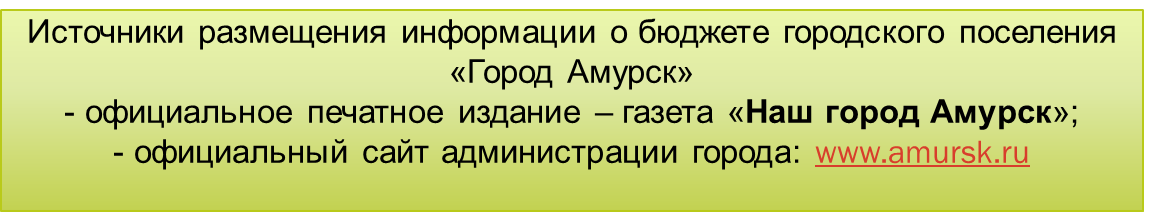 Источники размещения информации о бюджете городского поселения
«Город Амурск»
- официальное печатное издание – газета «Наш город Амурск»;
- официальный сайт администрации города: www.amursk.ru